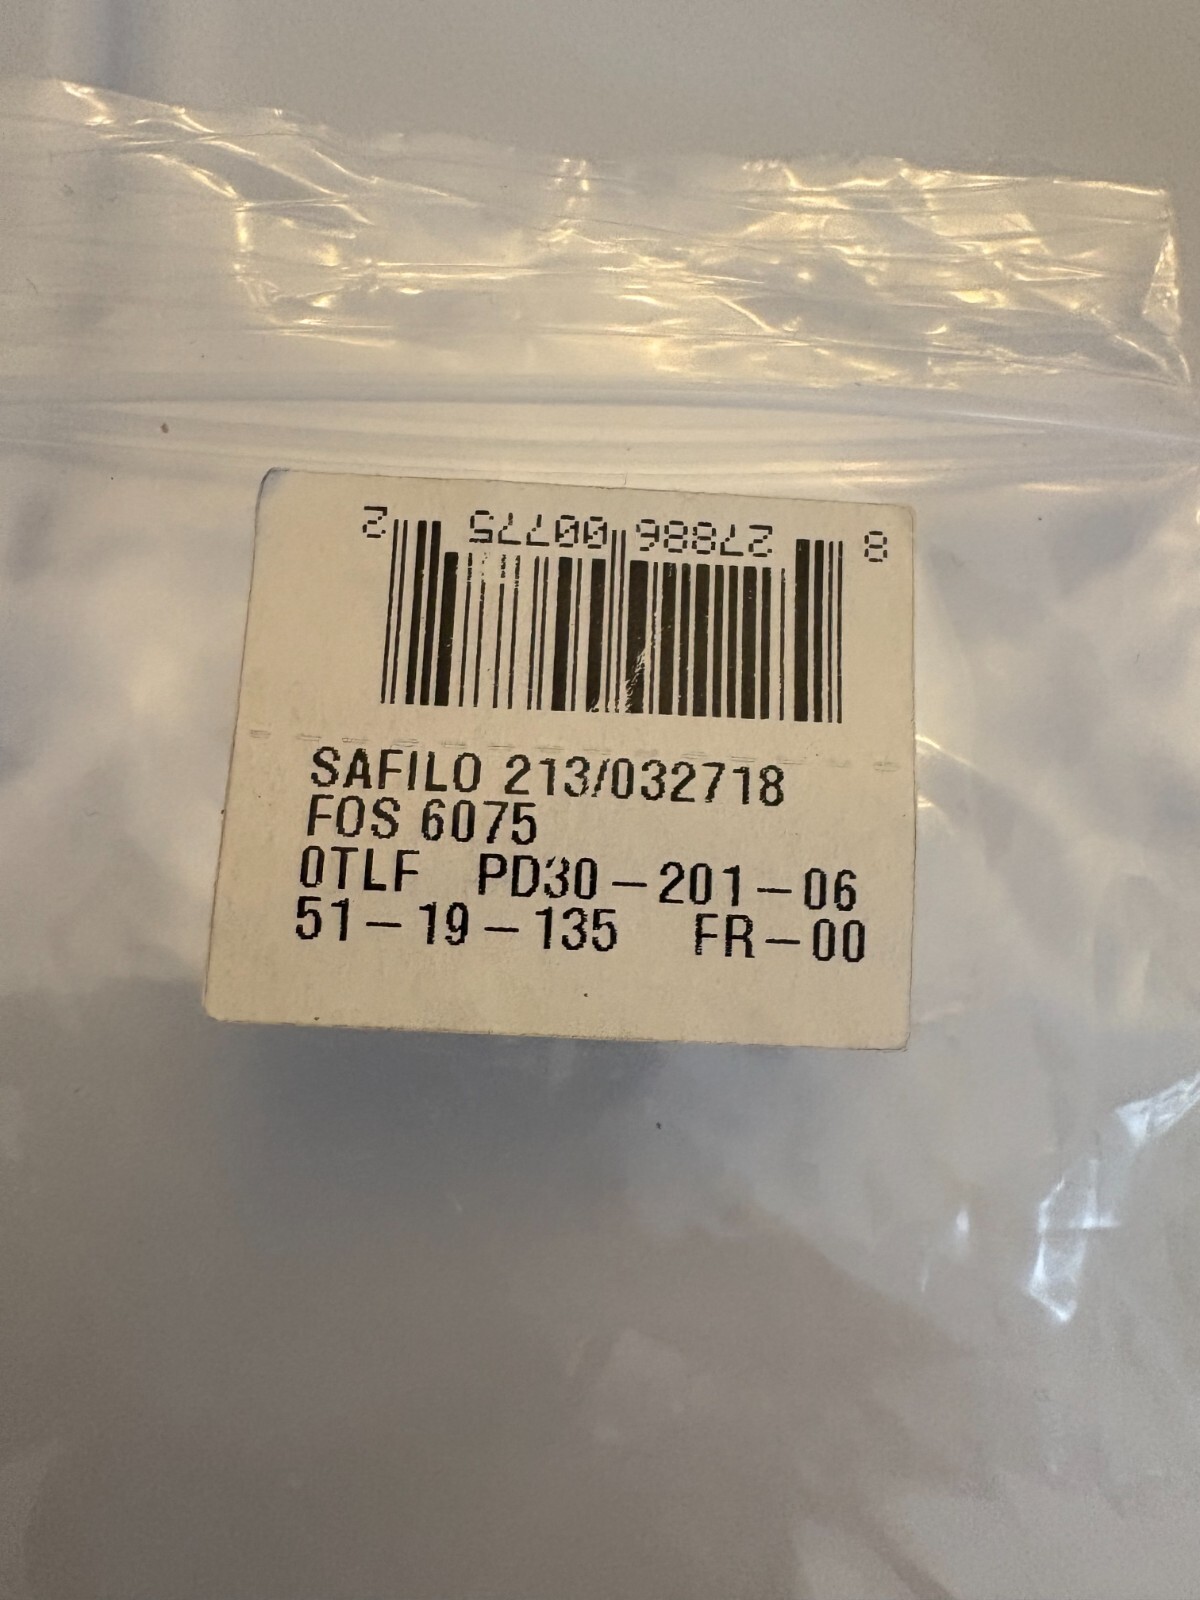 8 27886 00775 2
SAFILO 213/032718
FOS 6075
0TLF PD30-201-06
51-19-135 FR-00